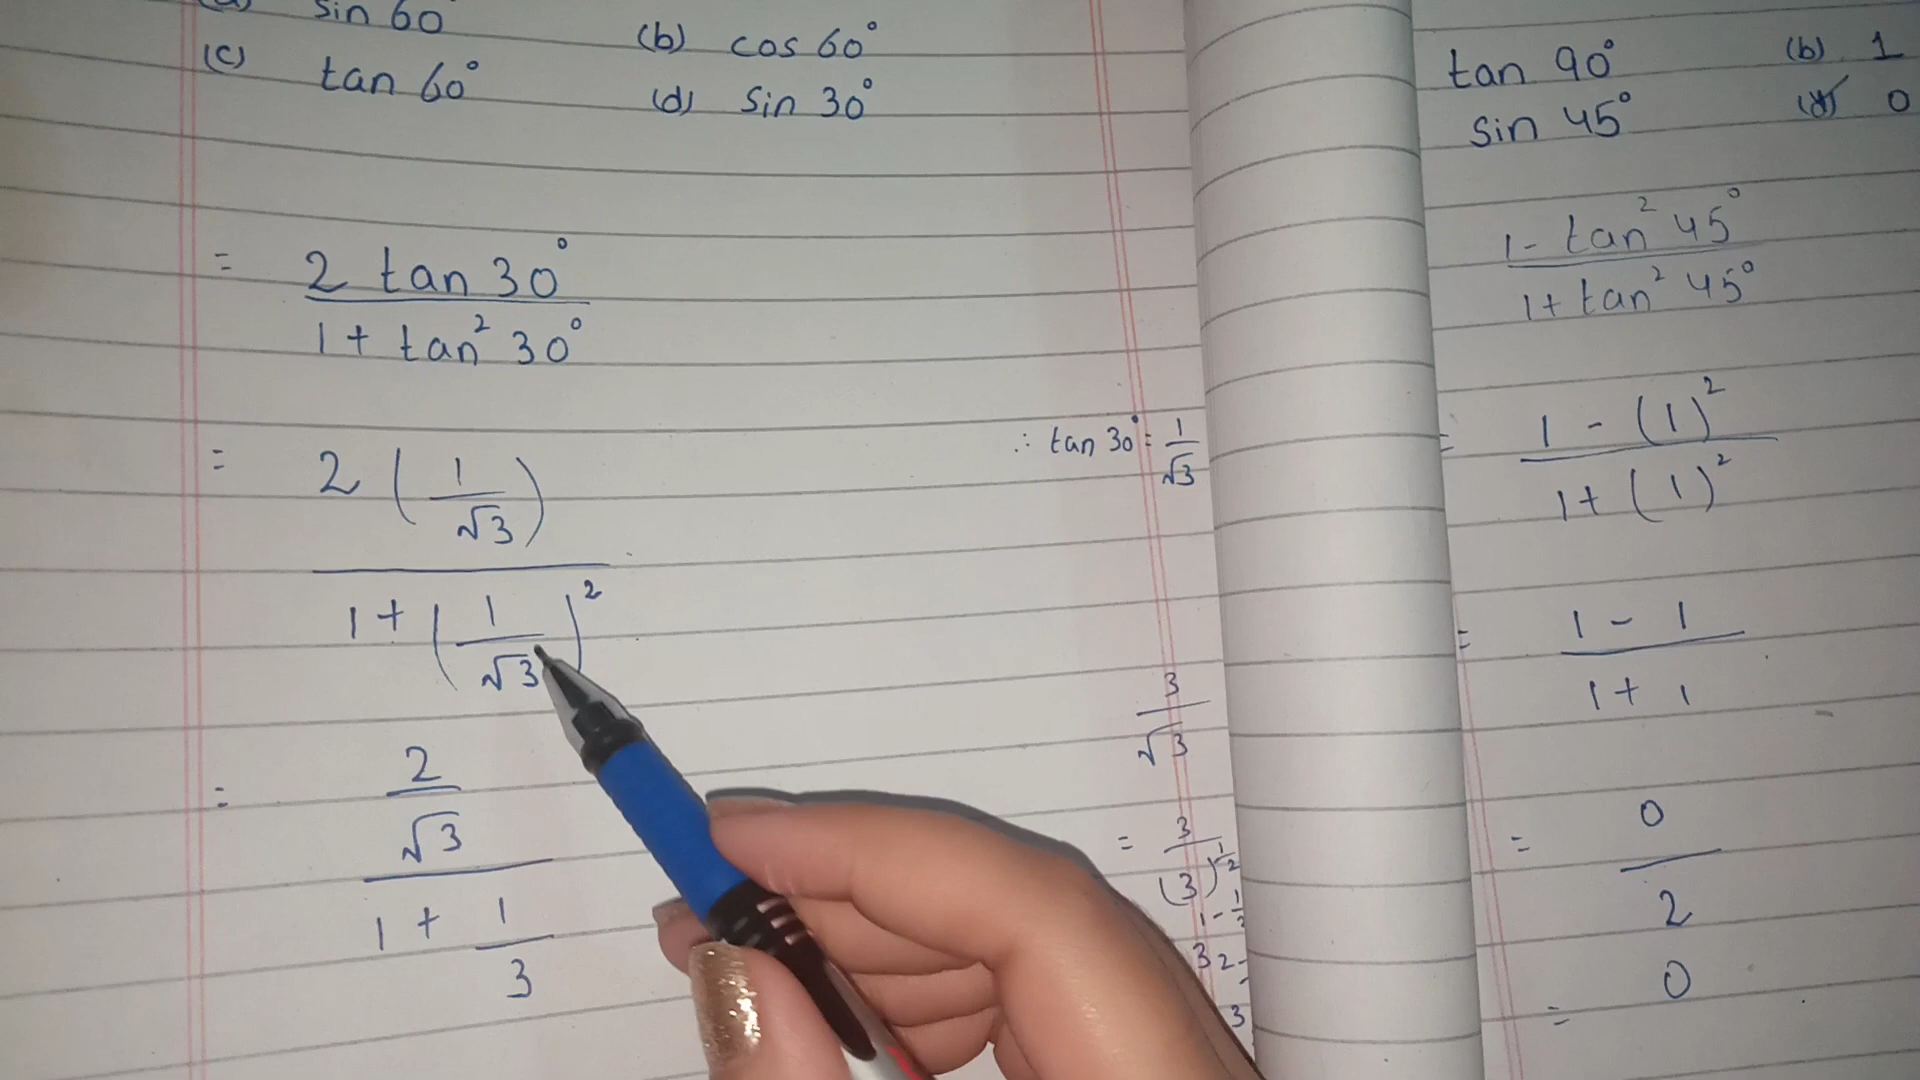 sin 60°
(b) cos 60°
(c) tan 60°
(d) sin 30°
= 2 tan 30°
1 + tan² 30°
= 2 (1/√3)
1 + (1/√3)²
∴ tan 30° = 1/√3
= 2/√3
1 + 1/3
3/√3
= 3/(3)^1/2
3
tan 90°
(b) 1
sin 45°
(d) 0
1 - tan² 45°
1 + tan² 45°
= 1 - (1)²
1 + (1)²
= 1 - 1
1 + 1
= 0
2
= 0